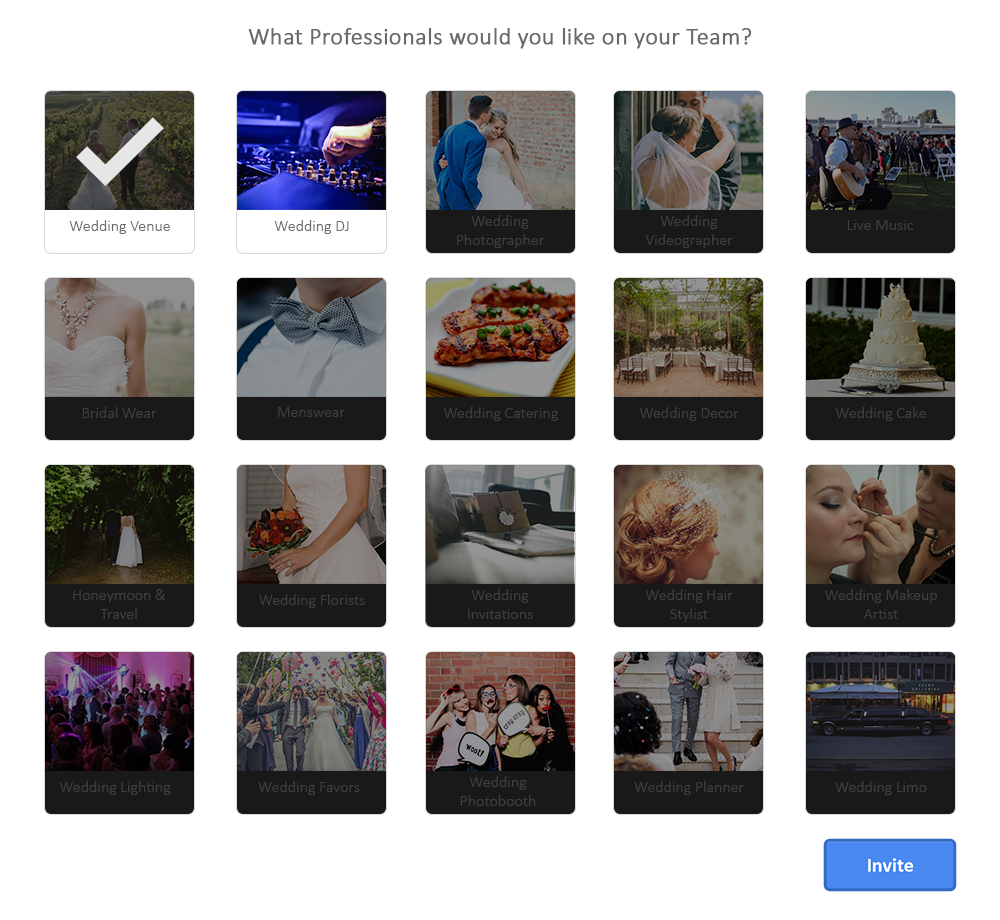 What Professionals would you like on your Team?
Wedding Venue
Wedding DJ
Wedding
Photographer
Wedding
Videographer
Live Music
Bridal Wear
Menswear
Wedding Catering
Wedding Decor
Wedding Cake
Honeymoon &
Travel
Wedding Florists
Wedding
Invitations
Wedding Hair
Stylist
Wedding Makeup
Artist
woot!
Wedding Lighting
Wedding Favors
Wedding
Photobooth
Wedding Planner
Wedding Limo
Invite